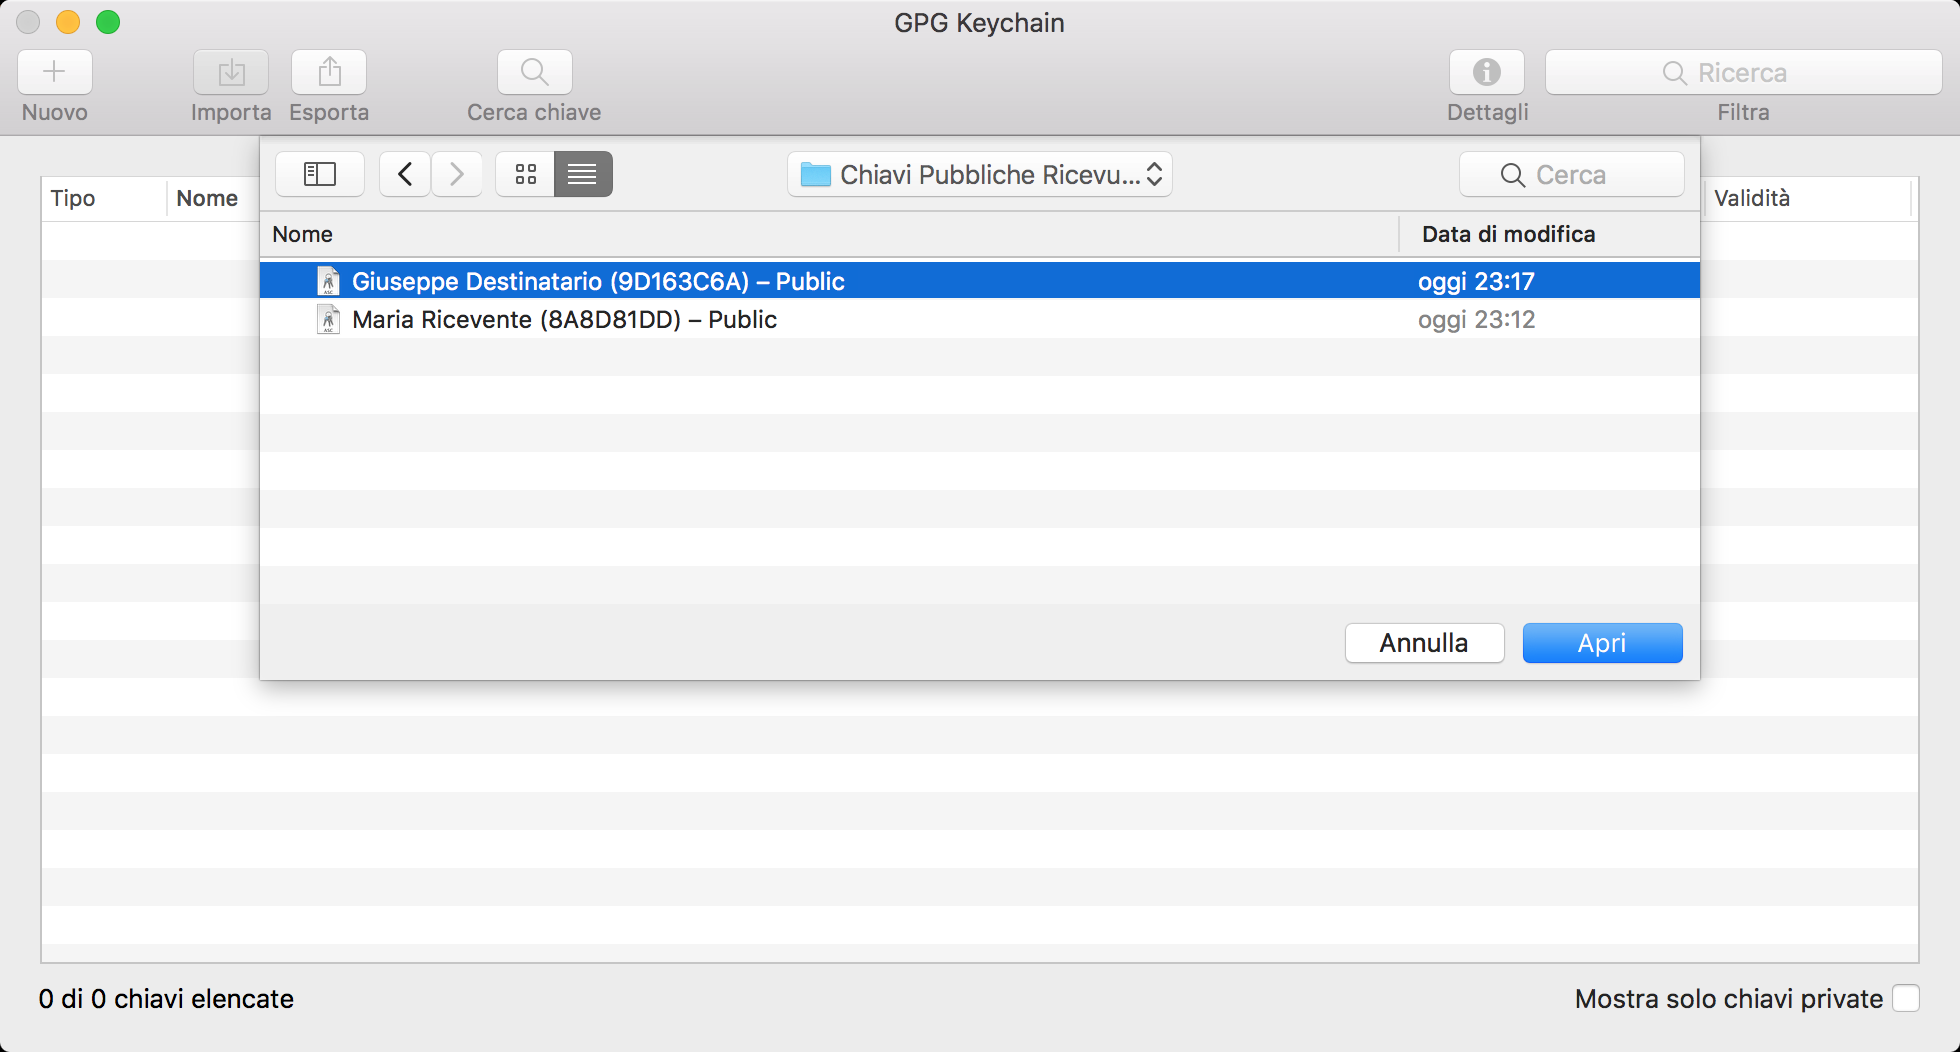 GPG Keychain
Nuovo
Importa
Esporta
Cerca chiave
Dettagli
Ricerca
Filtra
Chiavi Pubbliche Ricevu...
Cerca
Tipo
Nome
Validità
Nome
Data di modifica
Giuseppe Destinatario (9D163C6A) – Public
oggi 23:17
Maria Ricevente (8A8D81DD) – Public
oggi 23:12
Annulla
Apri
0 di 0 chiavi elencate
Mostra solo chiavi private